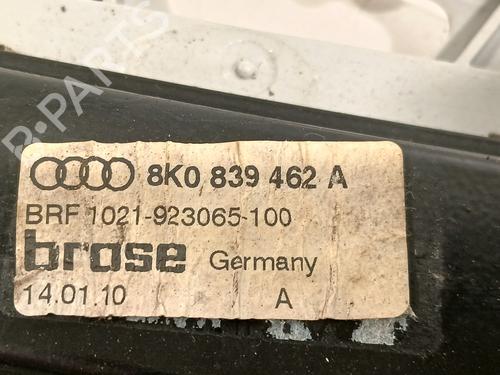 B-PARTS
8K0 839 462 A
BRF 1021-923065-100
brose Germany
14.01.10 A